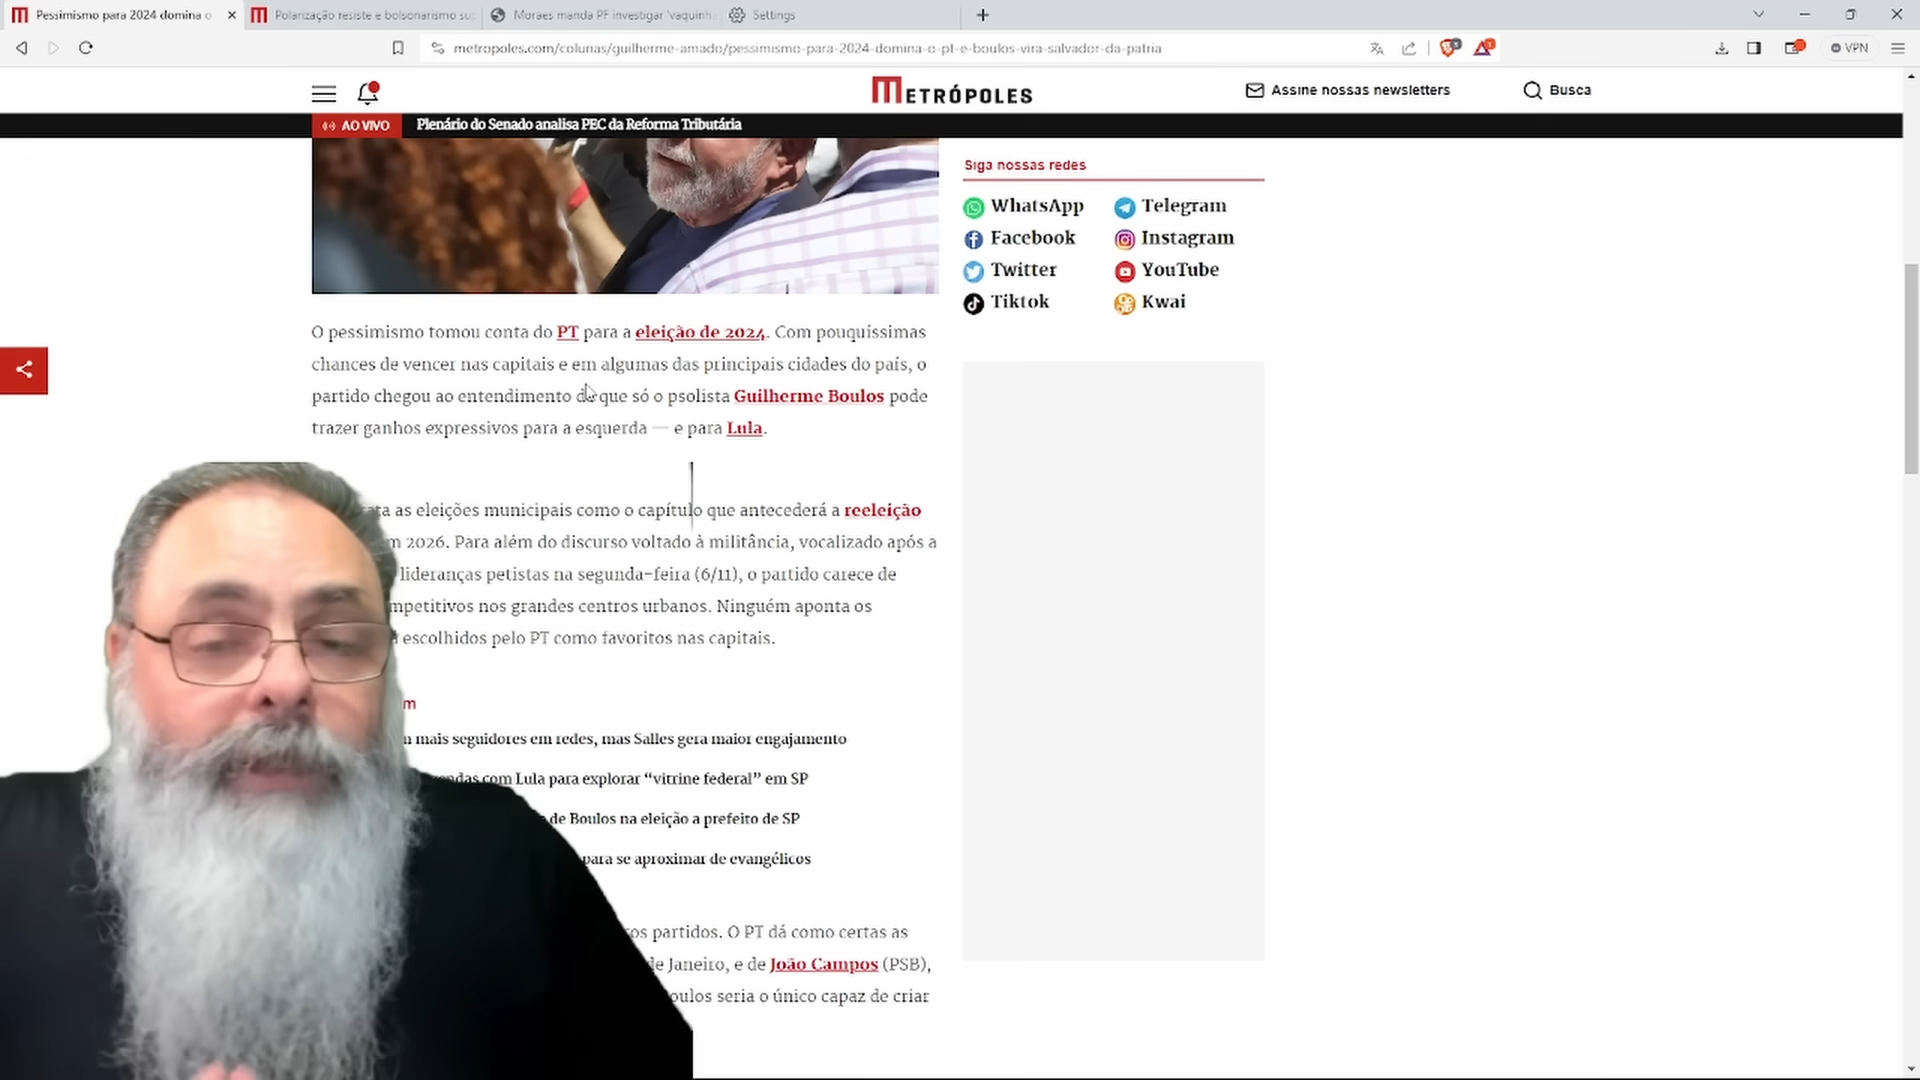 Pessimismo para 2024 domina o
Polarização resiste e bolsonarismo su
Moraes manda PF investigar 'vaquinh
Settings
metropoles.com/colunas/guilherme-amado/pessimismo-para-2024-domina-o-pt-e-boulos-vira-salvador-da-patria
VPN
METRÓPOLES
Assine nossas newsletters
Busca
AO VIVO
Plenário do Senado analisa PEC da Reforma Tributária
Siga nossas redes
WhatsApp
Telegram
Facebook
Instagram
Twitter
YouTube
Tiktok
Kwai
O pessimismo tomou conta do PT para a eleição de 2024. Com pouquíssimas
chances de vencer nas capitais e em algumas das principais cidades do país, o
partido chegou ao entendimento de que só o psolista Guilherme Boulos pode
trazer ganhos expressivos para a esquerda — e para Lula.
ata as eleições municipais como o capítulo que antecederá a reeleição
m 2026. Para além do discurso voltado à militância, vocalizado após a
lideranças petistas na segunda-feira (6/11), o partido carece de
mpetitivos nos grandes centros urbanos. Ninguém aponta os
escolhidos pelo PT como favoritos nas capitais.
m
mais seguidores em redes, mas Salles gera maior engajamento
endas com Lula para explorar “vitrine federal” em SP
de Boulos na eleição a prefeito de SP
para se aproximar de evangélicos
ros partidos. O PT dá como certas as
de Janeiro, e de João Campos (PSB),
oulos seria o único capaz de criar